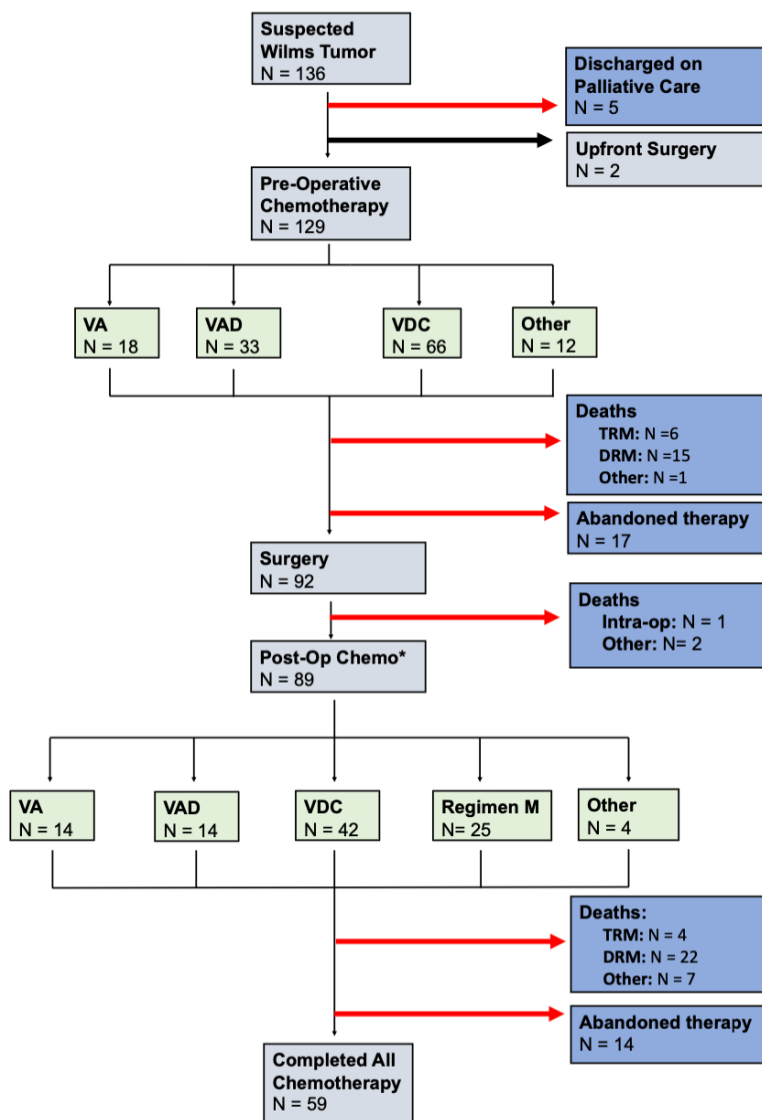 Suspected
Wilms Tumor
N = 136
Discharged on
Palliative Care
N = 5
Upfront Surgery
N = 2
Pre-Operative
Chemotherapy
N = 129
VA
N = 18
VAD
N = 33
VDC
N = 66
Other
N = 12
Deaths
TRM: N =6
DRM: N =15
Other: N =1
Abandoned therapy
N = 17
Surgery
N = 92
Deaths
Intra-op: N = 1
Other: N= 2
Post-Op Chemo*
N = 89
VA
N = 14
VAD
N = 14
VDC
N = 42
Regimen M
N= 25
Other
N = 4
Deaths:
TRM: N = 4
DRM: N = 22
Other: N = 7
Abandoned therapy
N = 14
Completed All
Chemotherapy
N = 59